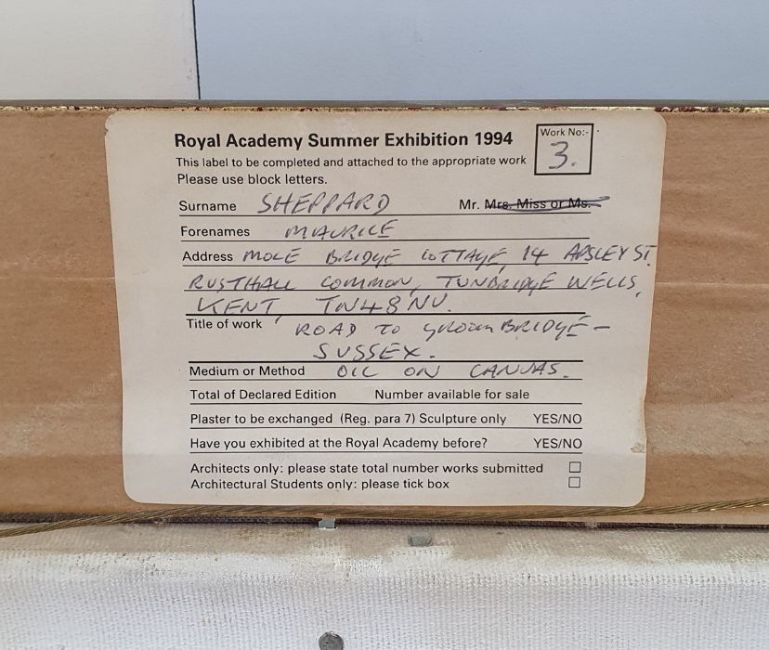 Royal Academy Summer Exhibition 1994
Work No:-
3.
This label to be completed and attached to the appropriate work
Please use block letters.
Surname SHEPPARD Mr. Mrs. Miss or Ms.
Forenames MAURICE
Address MOLE BRIDGE COTTAGE, 14 APSLEY ST.
RUSTHALL COMMON, TUNBRIDGE WELLS,
KENT, TN48NU.
Title of work ROAD TO GROOMBRIDGE -
SUSSEX.
Medium or Method OIL ON CANVAS.
Total of Declared Edition Number available for sale
Plaster to be exchanged (Reg. para 7) Sculpture only YES/NO
Have you exhibited at the Royal Academy before? YES/NO
Architects only: please state total number works submitted
Architectural Students only: please tick box